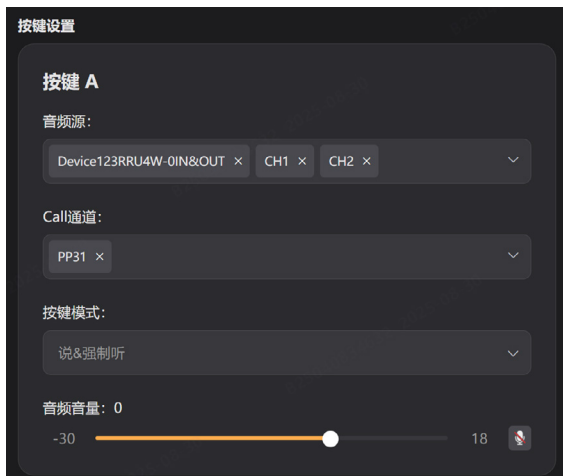 按键设置
按键 A
音频源：
Device123RRU4W-0IN&OUT × CH1 × CH2 ×
Call通道：
PP31 ×
按键模式：
说&强制听
音频音量：0
-30 18